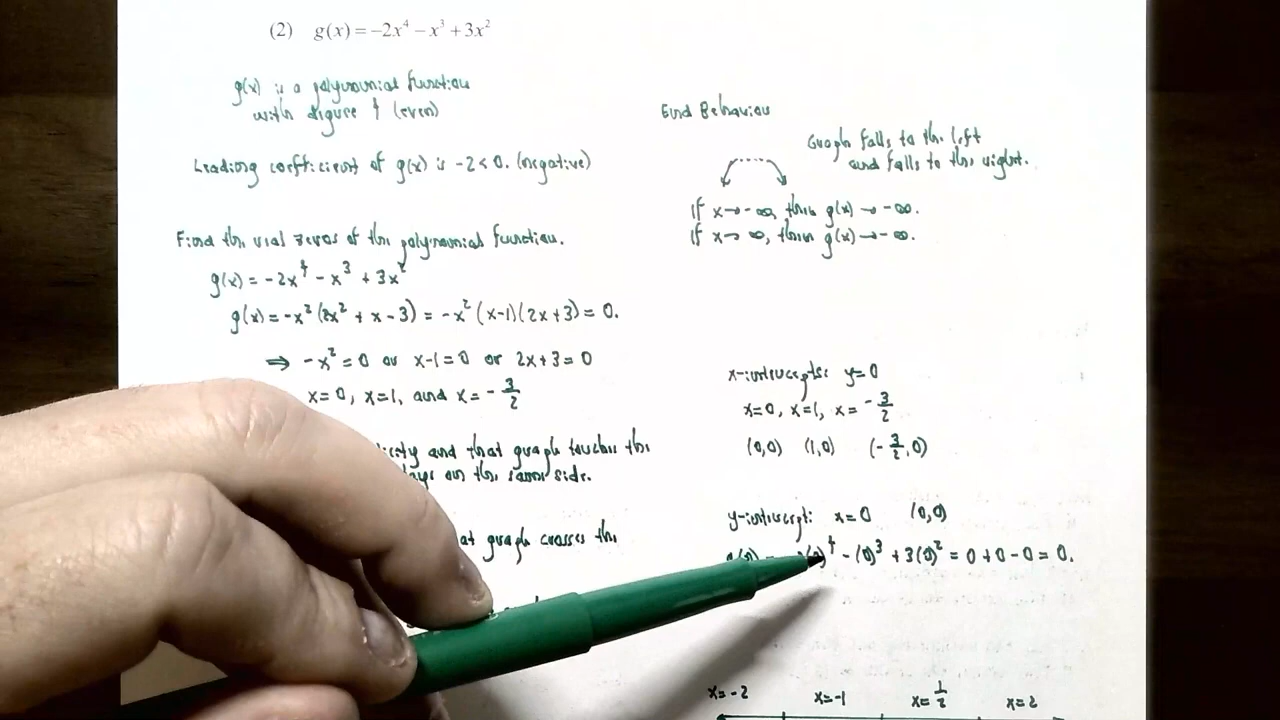 (2) g(x) = -2x⁴ - x³ + 3x²
g(x) is a polynomial function
with degree 4 (even)
Leading coefficient of g(x) is -2 < 0. (negative)
Find the real zeros of the polynomial function.
g(x) = -2x⁴ - x³ + 3x²
g(x) = -x² (2x² + x - 3) = -x² (x-1)(2x+3) = 0.
⇒ -x² = 0 or x-1 = 0 or 2x+3 = 0
x=0, x=1, and x = -3/2
and that graph touches the
on the same side.
graph crosses the
End Behavior
Graph falls to the left
and falls to the right.
If x → -∞, then g(x) → -∞.
If x → ∞, then g(x) → -∞.
x-intercepts: y=0
x=0, x=1, x = -3/2
(0,0) (1,0) (-3/2, 0)
y-intercept: x=0 (0,0)
⁴ - (0)³ + 3(0)² = 0 + 0 - 0 = 0.
x=-2 x=-1 x=1/2 x=2